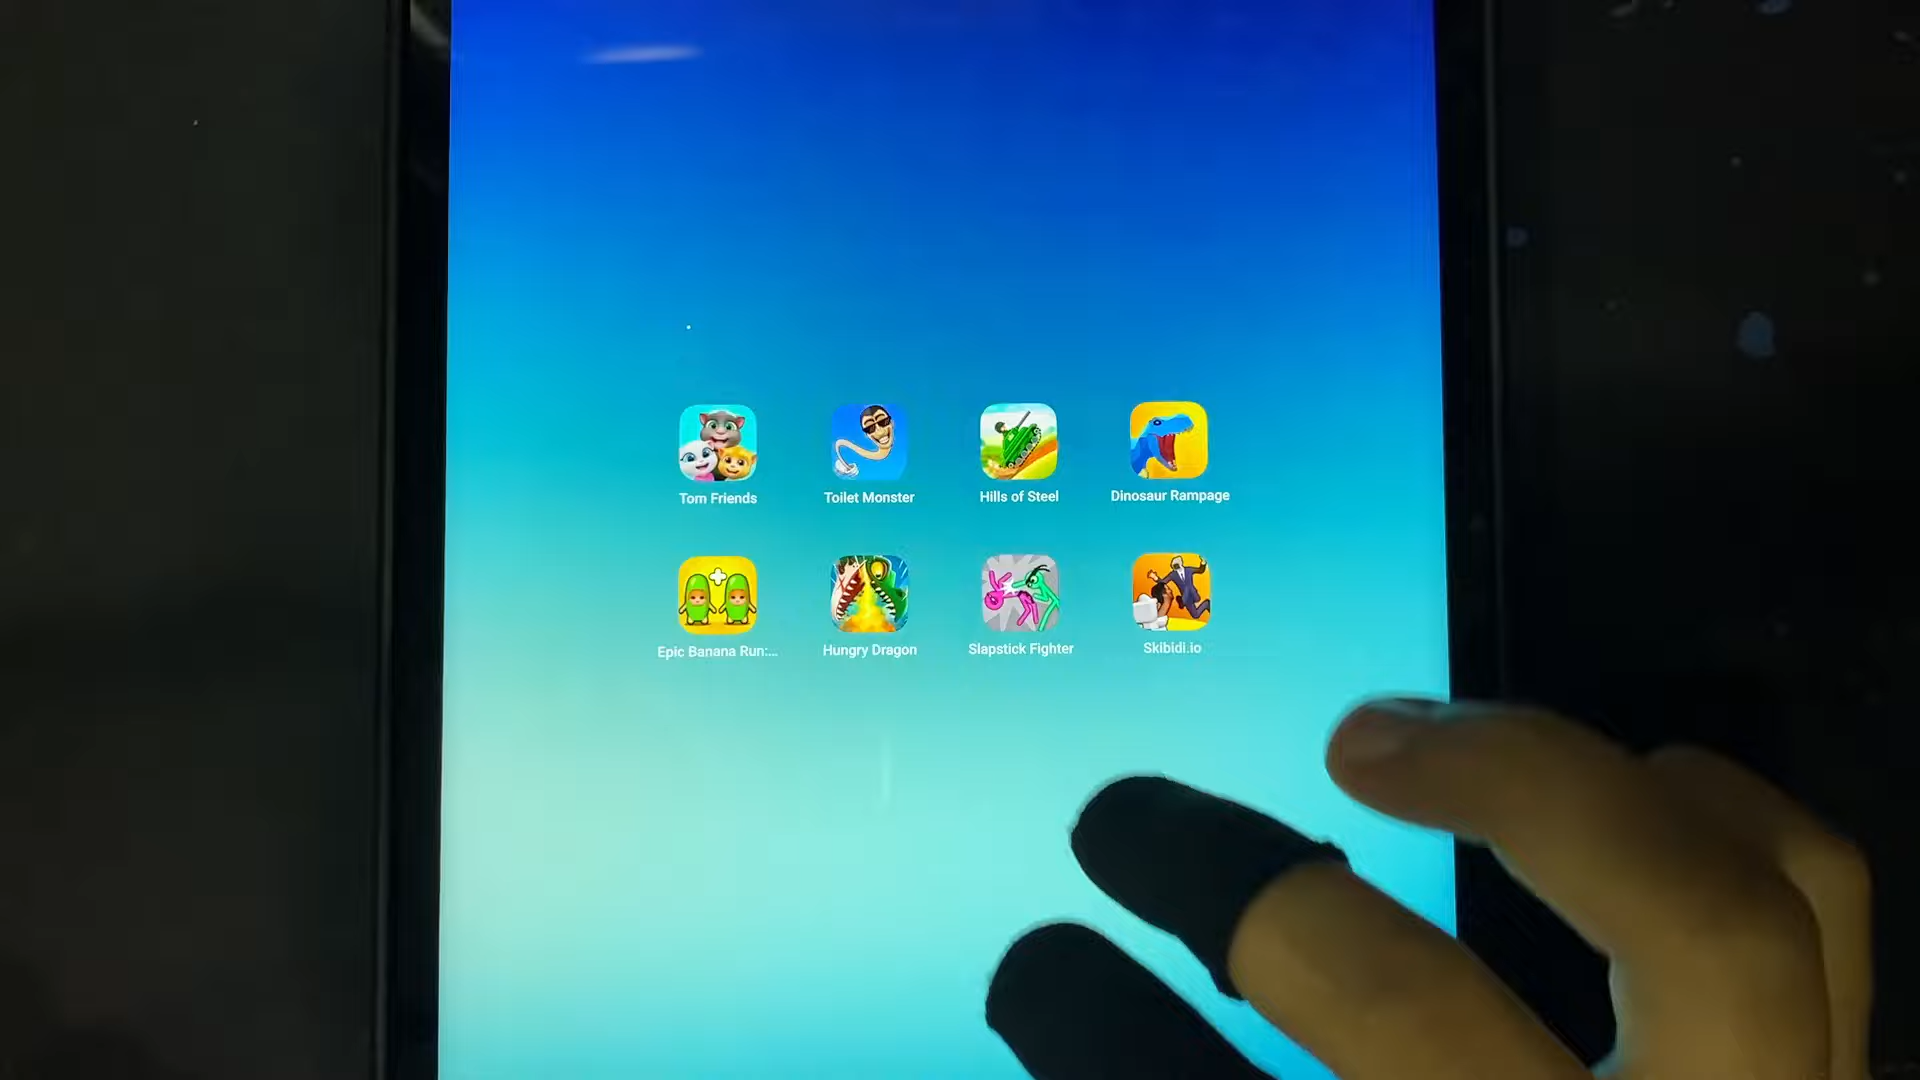 Tom Friends
Toilet Monster
Hills of Steel
Dinosaur Rampage
Epic Banana Run:...
Hungry Dragon
Slapstick Fighter
Skibidi.io